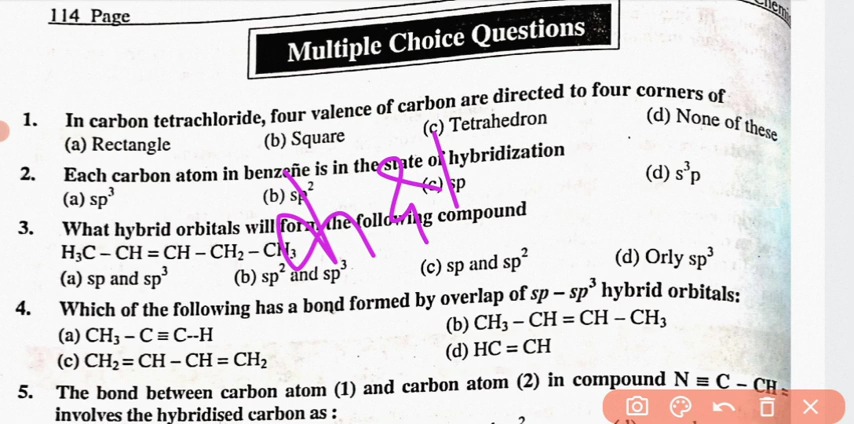 114 Page
Chemi
Multiple Choice Questions
1. In carbon tetrachloride, four valence of carbon are directed to four corners of
(a) Rectangle (b) Square (c) Tetrahedron (d) None of these
2. Each carbon atom in benzene is in the state of hybridization
(a) sp³ (b) sp² (c) sp (d) s³p
3. What hybrid orbitals will form the following compound
H₃C – CH = CH – CH₂ – CH₃
(a) sp and sp³ (b) sp² and sp³ (c) sp and sp² (d) Orly sp³
4. Which of the following has a bond formed by overlap of sp – sp³ hybrid orbitals:
(a) CH₃ – C ≡ C--H (b) CH₃ – CH = CH – CH₃
(c) CH₂ = CH – CH = CH₂ (d) HC = CH
5. The bond between carbon atom (1) and carbon atom (2) in compound N ≡ C – CH =
involves the hybridised carbon as :